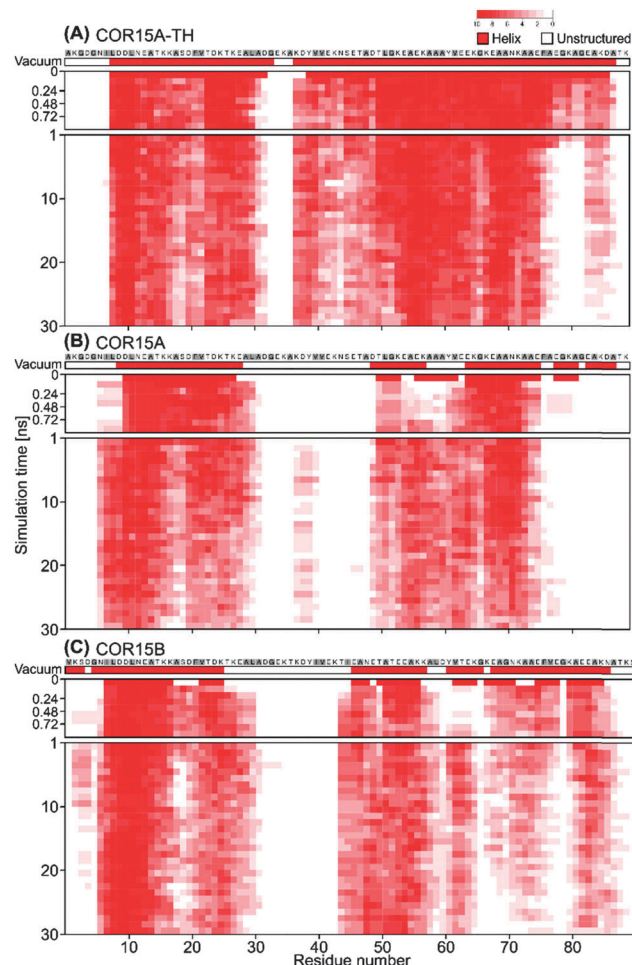 10 8 6 4 2 0
(A) COR15A-TH
Helix Unstructured
AKGDGNILDDLNEATKKASDFVTDKTKEALADGEKAKDYVVEKNSETADTLGKEAEKAAAYVEEKGKEAANKAAEFAEGKAGEAKDATK
Vacuum
0
0.24
0.48
0.72
1
10
20
30
(B) COR15A
AKGDGNILDDLNEATKKASDFVTDKTKEALADGEKAKDYVVEKNSETADTLGKEAEKAAAYVEEKGKEAANKAAEFAEGKAGEAKDATK
Vacuum
0
0.24
0.48
0.72
1
10
20
30
Simulation time [ns]
(C) COR15B
Vacuum
0
0.24
0.48
0.72
1
10
20
30
10 20 30 40 50 60 70 80
Residue number